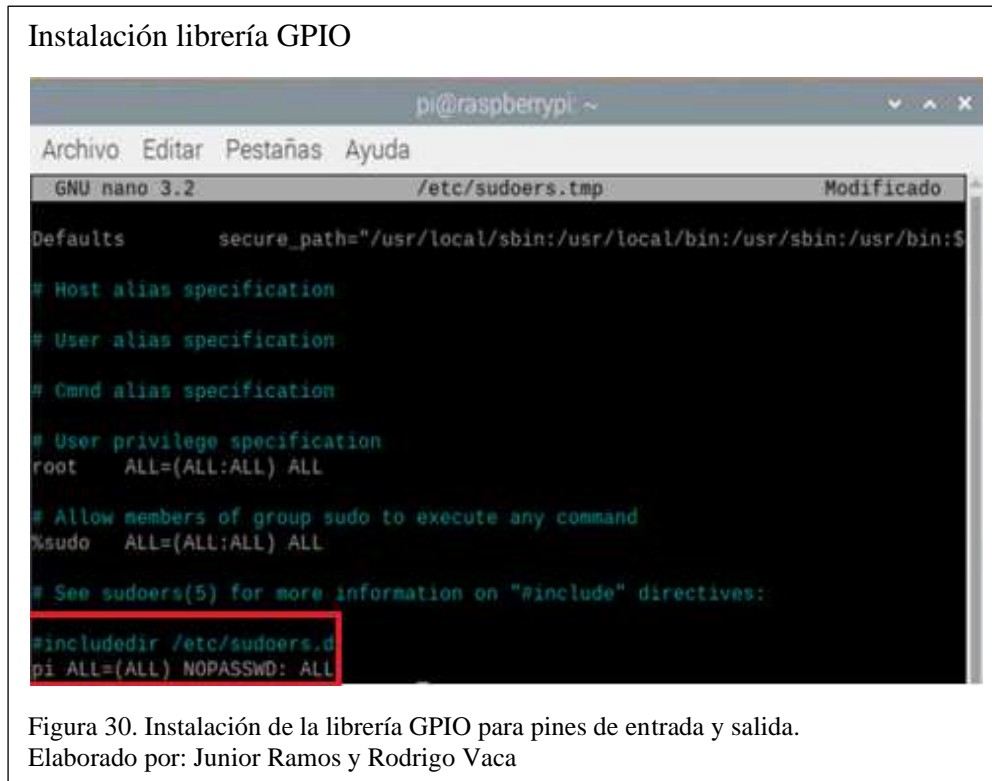 Instalación librería GPIO
pi@raspberrypi: ~
Archivo Editar Pestañas Ayuda
GNU nano 3.2 /etc/sudoers.tmp Modificado
Defaults secure_path="/usr/local/sbin:/usr/local/bin:/usr/sbin:/usr/bin:$
# Host alias specification
# User alias specification
# Cmnd alias specification
# User privilege specification
root ALL=(ALL:ALL) ALL
# Allow members of group sudo to execute any command
%sudo ALL=(ALL:ALL) ALL
# See sudoers(5) for more information on "#include" directives:
#includedir /etc/sudoers.d
pi ALL=(ALL) NOPASSWD: ALL
Figura 30. Instalación de la librería GPIO para pines de entrada y salida.
Elaborado por: Junior Ramos y Rodrigo Vaca